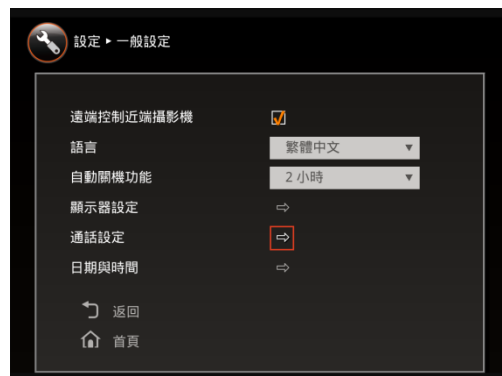 設定 ▸ 一般設定
遠端控制近端攝影機
語言 繁體中文
自動關機功能 2 小時
顯示器設定
通話設定
日期與時間
返回
首頁